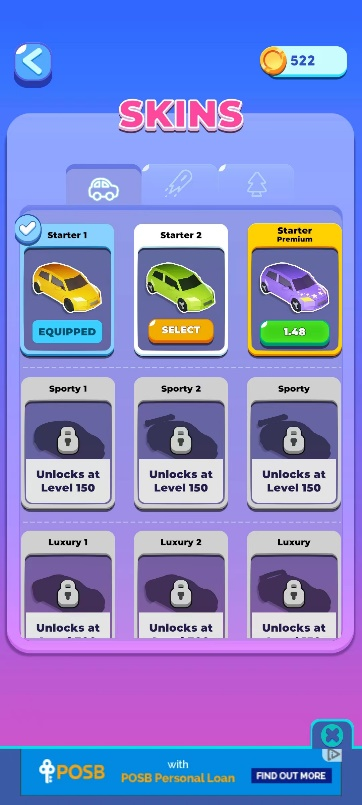 522
SKINS
Starter 1
Starter 2
Starter
Premium
EQUIPPED
SELECT
1.48
Sporty 1
Sporty 2
Sporty
Unlocks at
Level 150
Unlocks at
Level 150
Unlocks at
Level 150
Luxury 1
Luxury 2
Luxury
Unlocks at
Unlocks at
Unlocks at
POSB
with
POSB Personal Loan
FIND OUT MORE